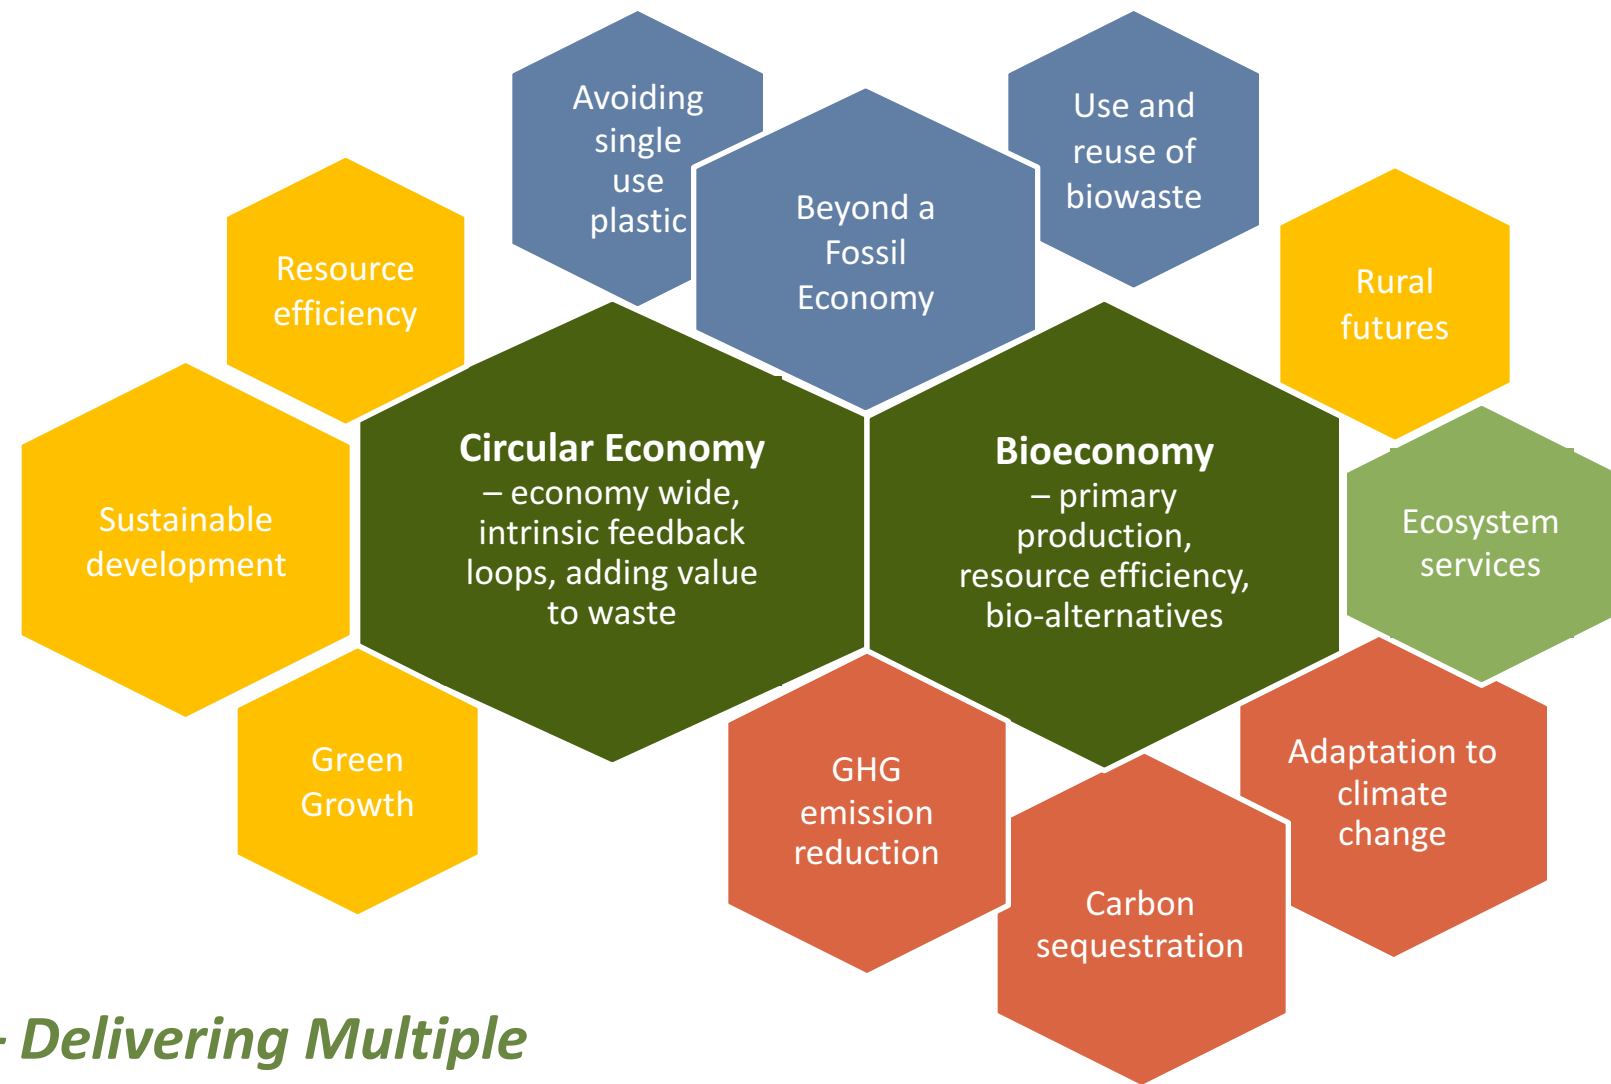 Avoiding
single
use
plastic
Use and
reuse of
biowaste
Beyond a
Fossil
Economy
Resource
efficiency
Rural
futures
Circular Economy
– economy wide,
intrinsic feedback
loops, adding value
to waste
Bioeconomy
– primary
production,
resource efficiency,
bio-alternatives
Sustainable
development
Ecosystem
services
Green
Growth
GHG
emission
reduction
Adaptation to
climate
change
Carbon
sequestration
- Delivering Multiple